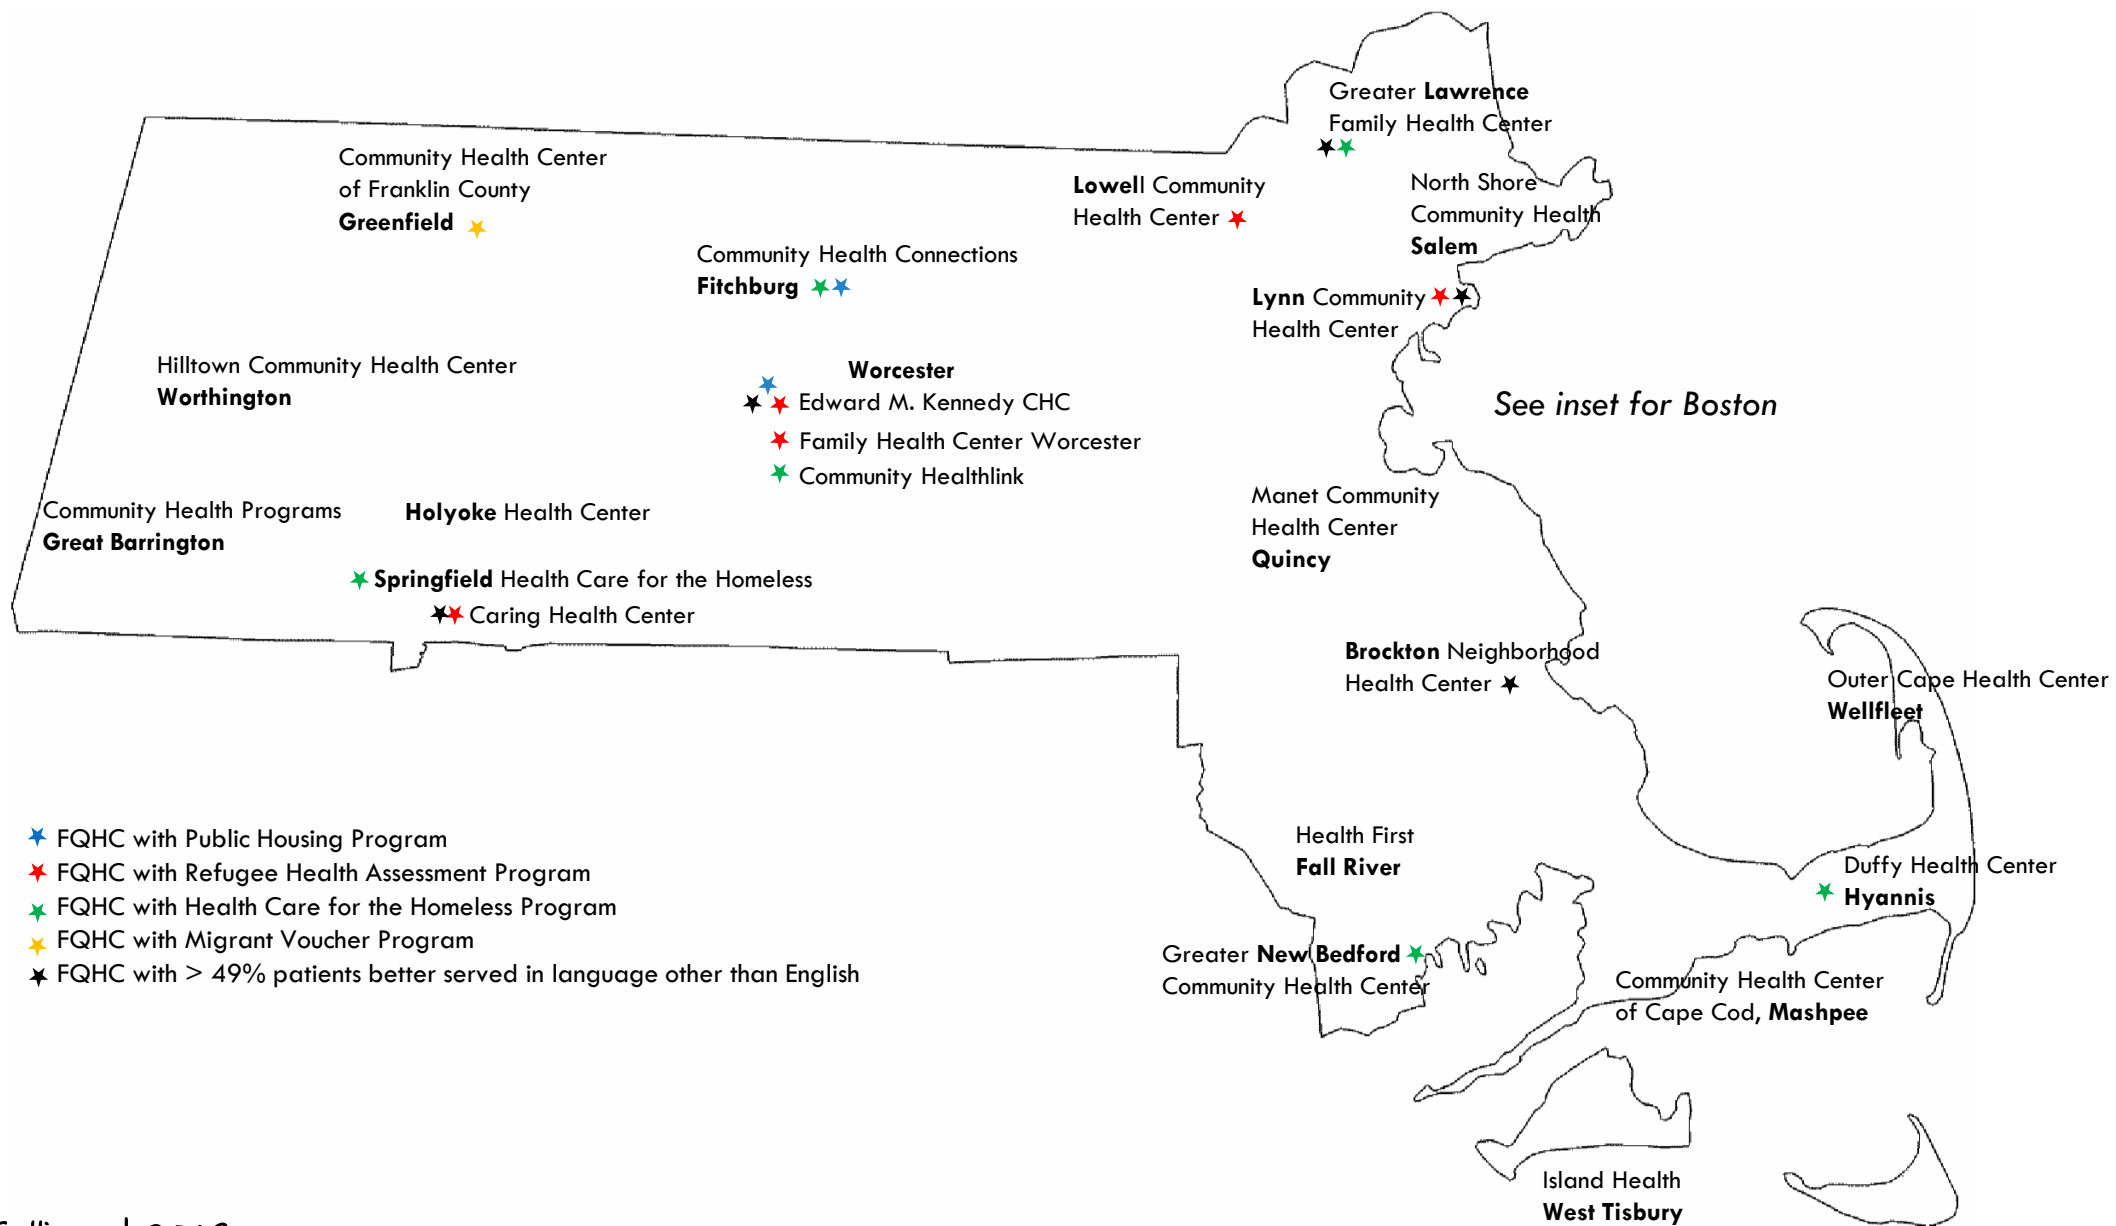 Greater Lawrence
Family Health Center
Community Health Center
of Franklin County
Greenfield
Lowell Community
Health Center
North Shore
Community Health
Salem
Community Health Connections
Fitchburg
Lynn Community
Health Center
Hilltown Community Health Center
Worthington
Worcester
Edward M. Kennedy CHC
Family Health Center Worcester
Community Healthlink
See inset for Boston
Community Health Programs
Great Barrington
Holyoke Health Center
Manet Community
Health Center
Quincy
Springfield Health Care for the Homeless
Caring Health Center
Brockton Neighborhood
Health Center
Outer Cape Health Center
Wellfleet
FQHC with Public Housing Program
FQHC with Refugee Health Assessment Program
FQHC with Health Care for the Homeless Program
FQHC with Migrant Voucher Program
FQHC with > 49% patients better served in language other than English
Health First
Fall River
Duffy Health Center
Hyannis
Greater New Bedford
Community Health Center
Community Health Center
of Cape Cod, Mashpee
Island Health
West Tisbury